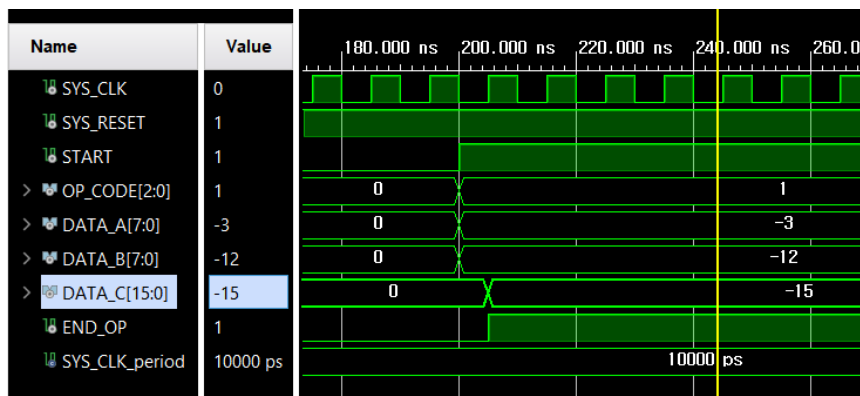 Name Value
180.000 ns 200.000 ns 220.000 ns 240.000 ns 260.0
SYS_CLK 0
SYS_RESET 1
START 1
OP_CODE[2:0] 1 0 1
DATA_A[7:0] -3 0 -3
DATA_B[7:0] -12 0 -12
DATA_C[15:0] -15 0 -15
END_OP 1
SYS_CLK_period 10000 ps 10000 ps